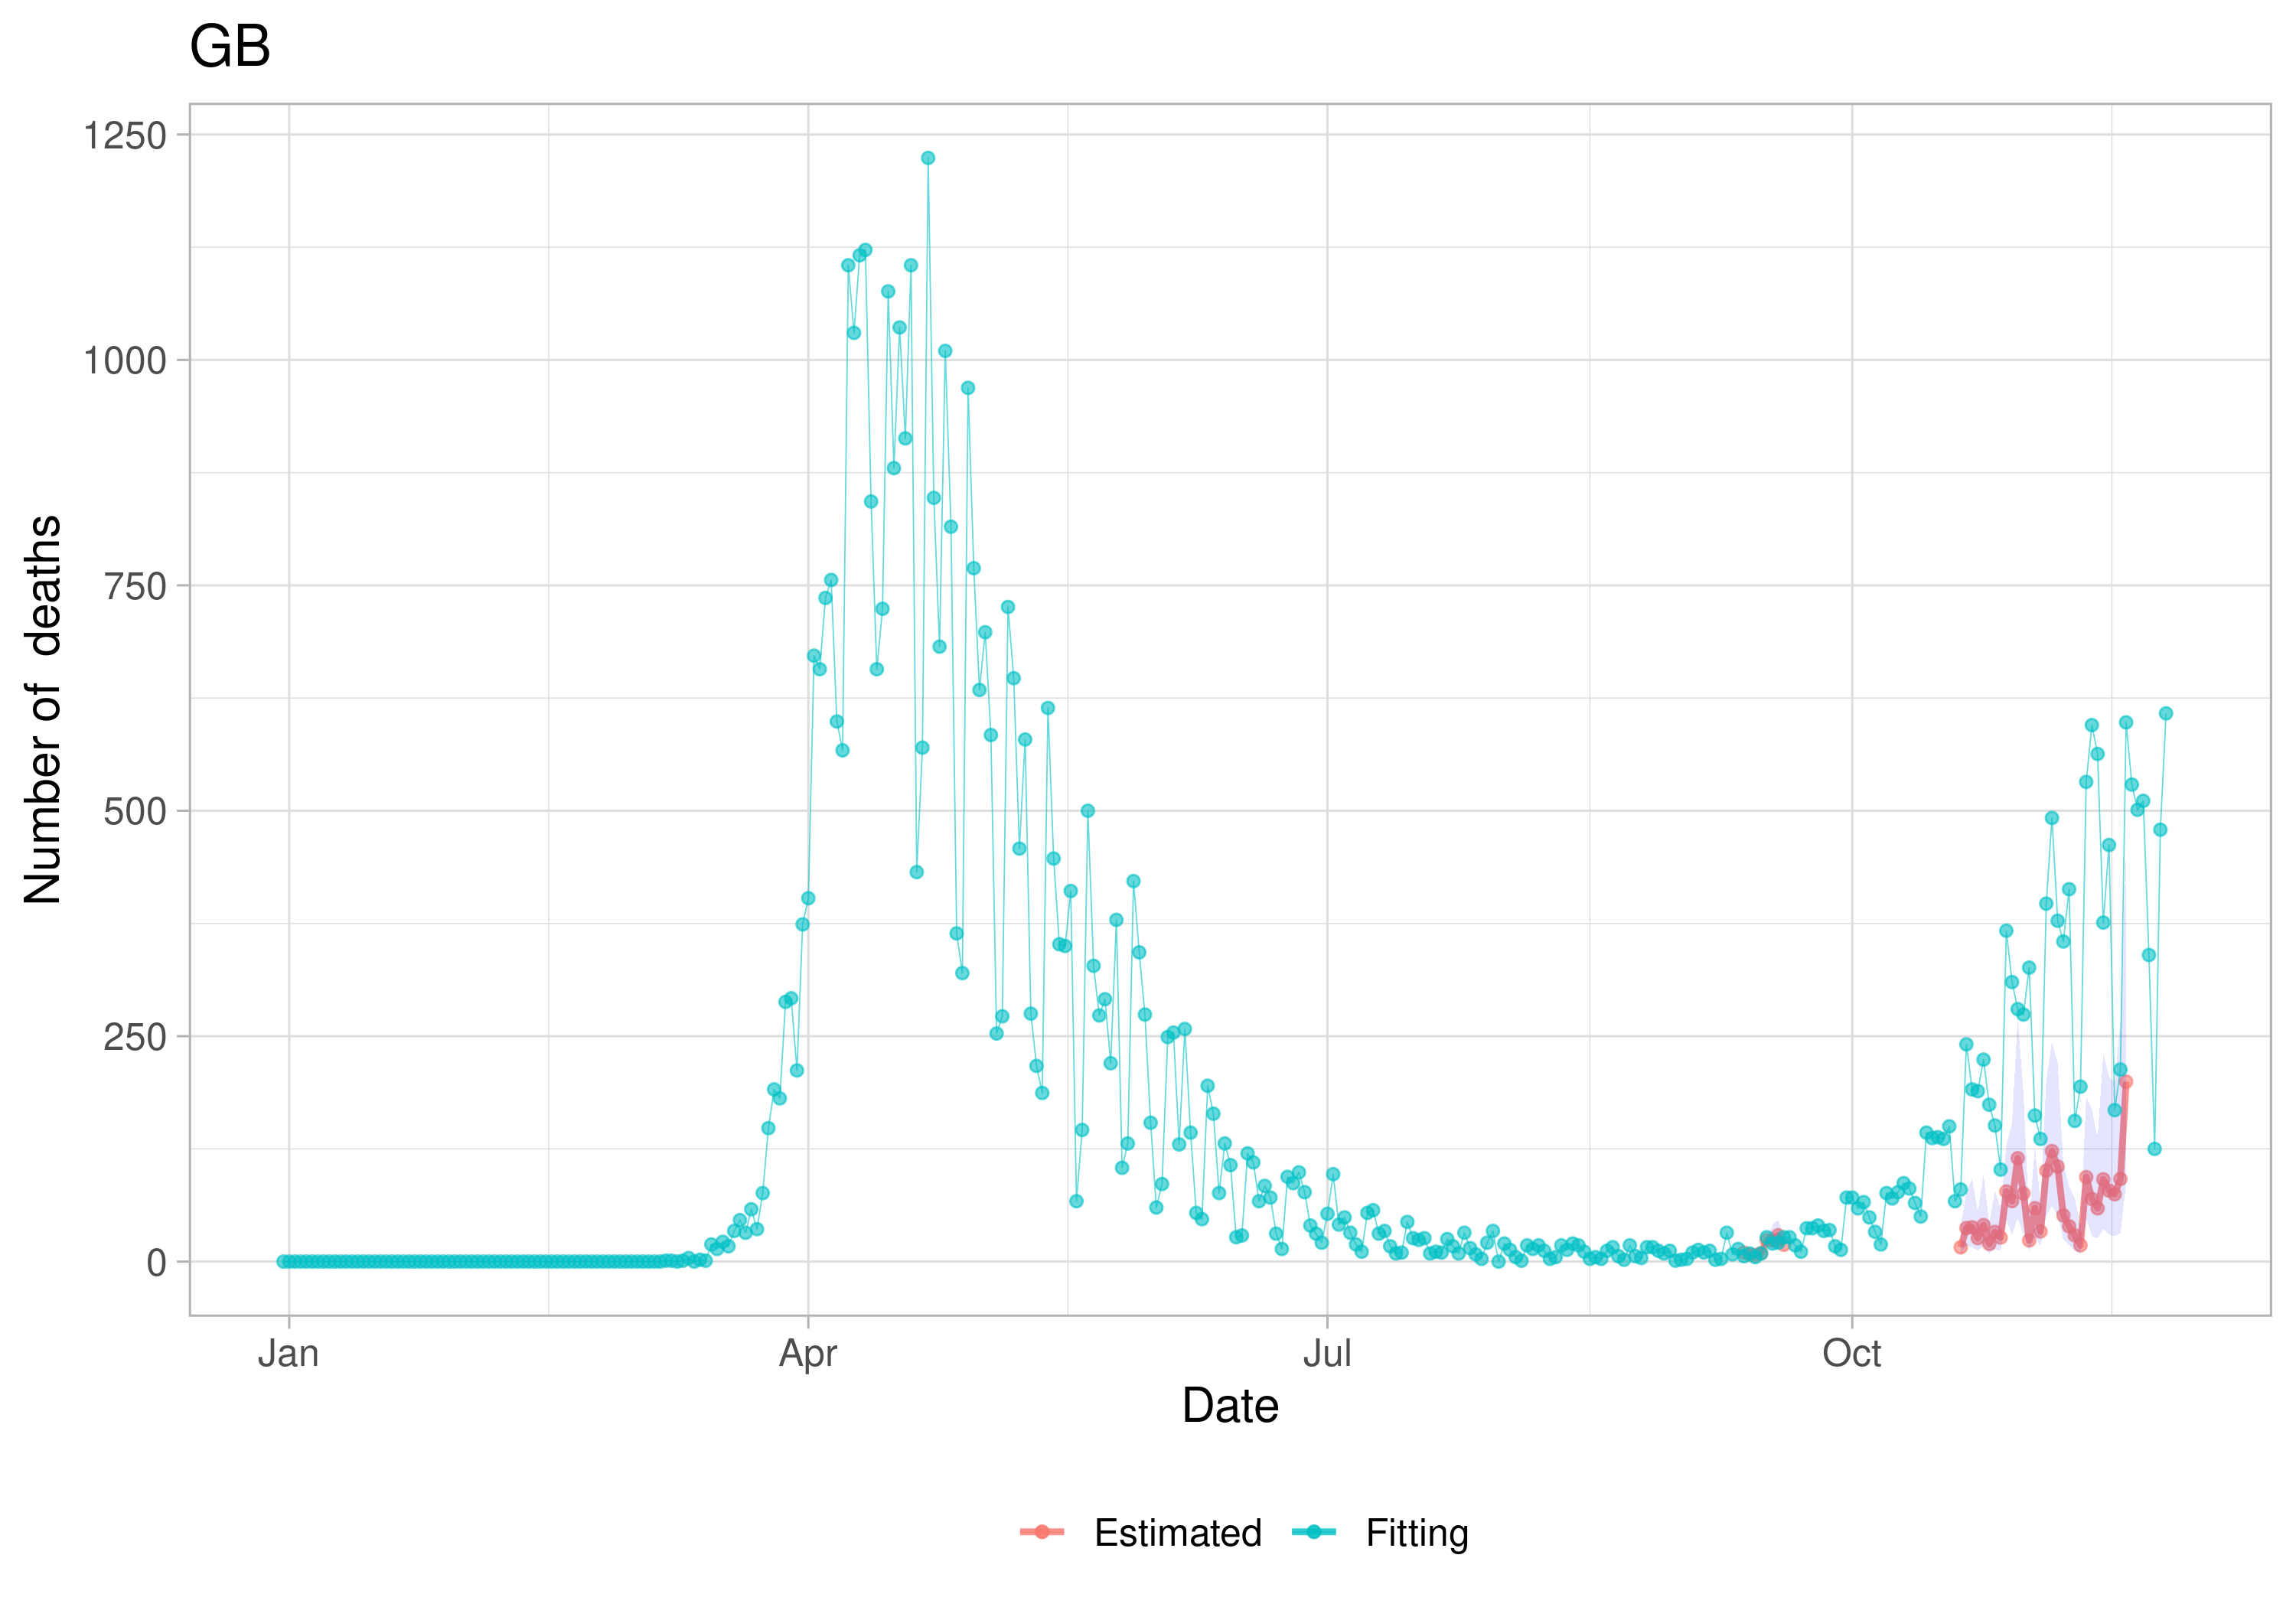 GB
1250
1000
750
500
250
0
Number of deaths
Jan Apr Jul Oct
Date
Estimated Fitting